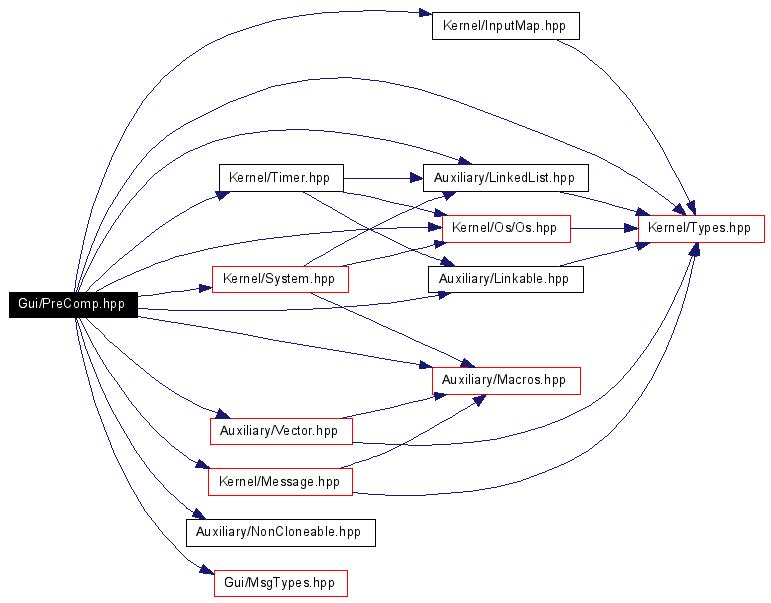 Kernel/InputMap.hpp
Kernel/Timer.hpp
Auxiliary/LinkedList.hpp
Kernel/Os/Os.hpp
Kernel/Types.hpp
Kernel/System.hpp
Auxiliary/Linkable.hpp
Gui/PreComp.hpp
Auxiliary/Macros.hpp
Auxiliary/Vector.hpp
Kernel/Message.hpp
Auxiliary/NonCloneable.hpp
Gui/MsgTypes.hpp